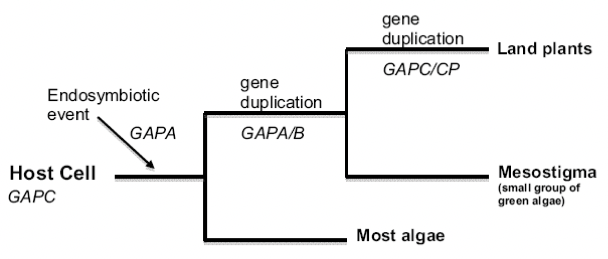 gene
duplication
GAPC/CP
Land plants
gene
duplication
GAPA/B
Endosymbiotic
event
GAPA
Host Cell
GAPC
Mesostigma
(small group of
green algae)
Most algae